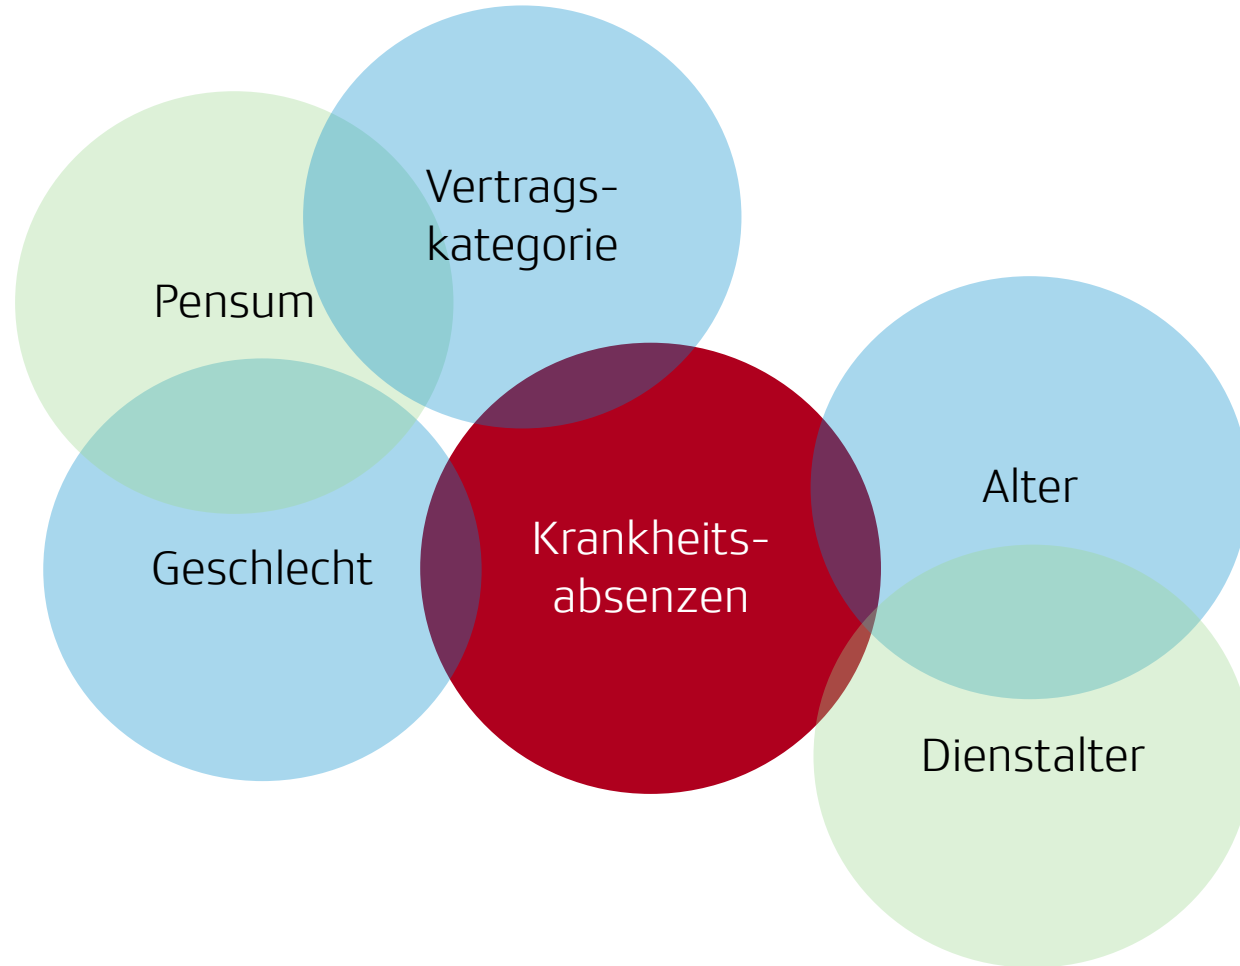 Vertrags-
kategorie
Pensum
Alter
Krankheits-
absenzen
Geschlecht
Dienstalter